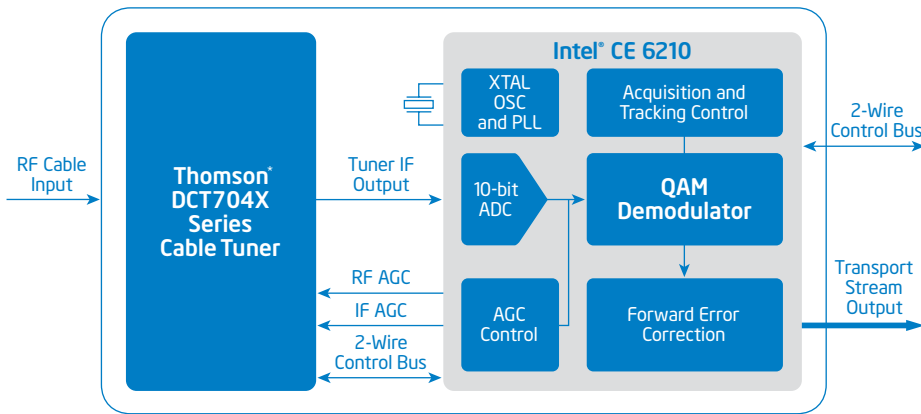 Intel® CE 6210
XTAL
OSC
and PLL
Acquisition and
Tracking Control
2-Wire
Control Bus
RF Cable
Input
Thomson*
DCT704X
Series
Cable Tuner
Tuner IF
Output
10-bit
ADC
QAM
Demodulator
RF AGC
IF AGC
2-Wire
Control Bus
AGC
Control
Forward Error
Correction
Transport
Stream
Output